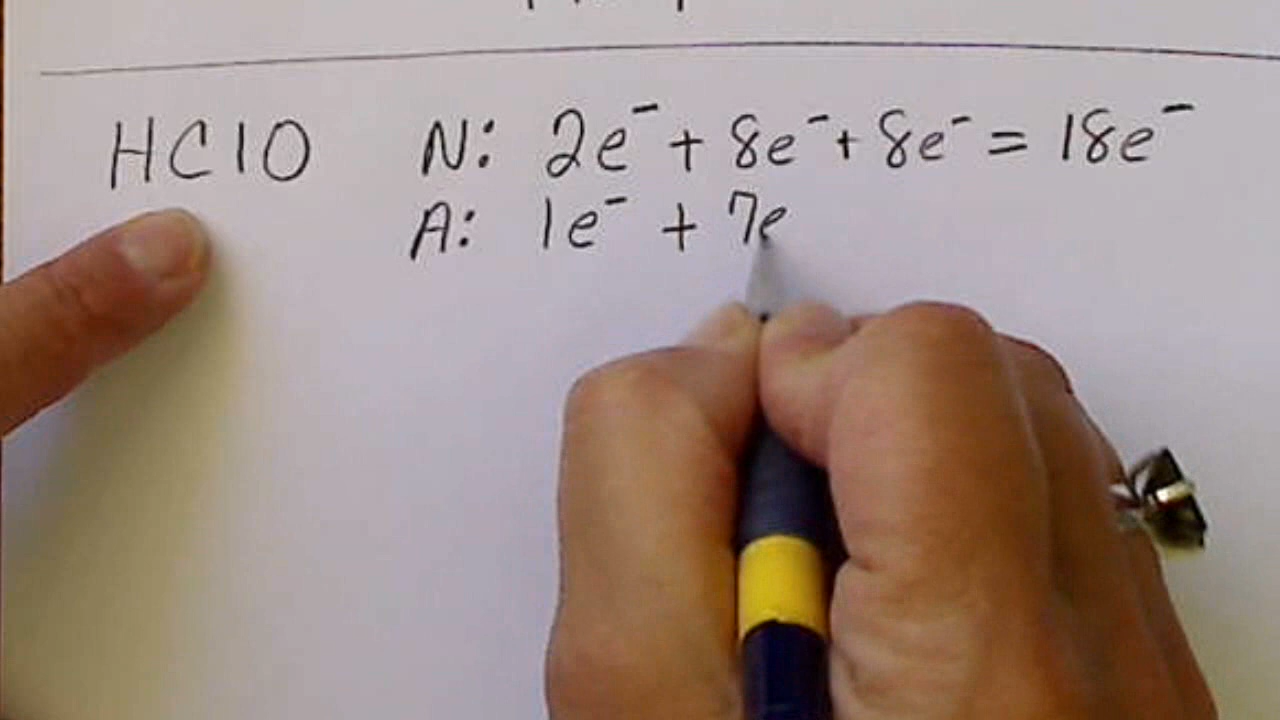 HClO N: 2e⁻ + 8e⁻ + 8e⁻ = 18e⁻
A: 1e⁻ + 7e